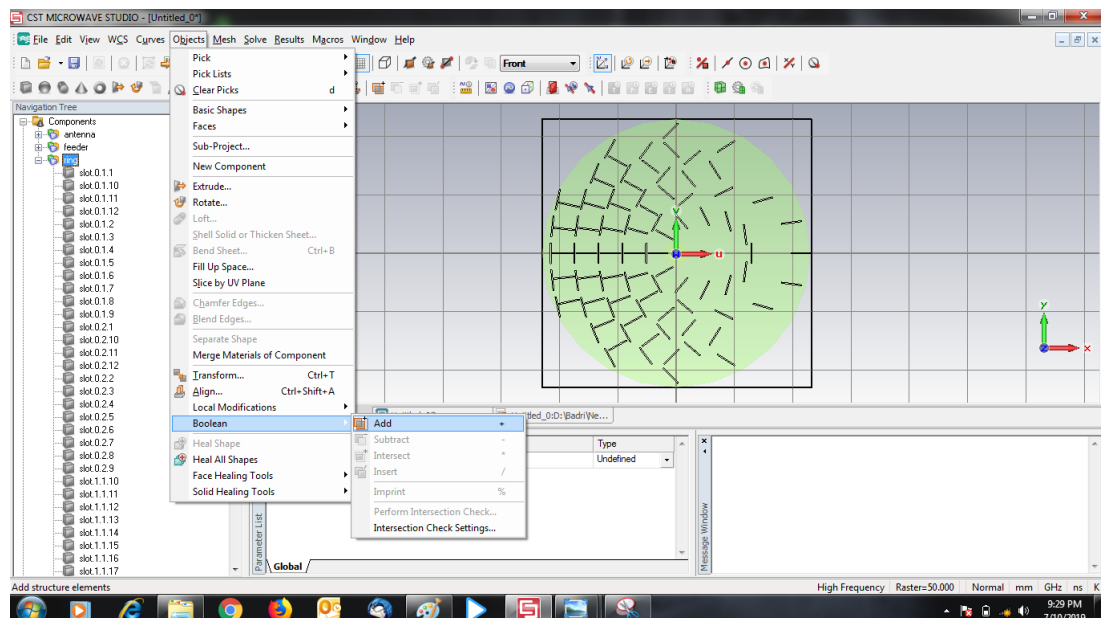 CST MICROWAVE STUDIO - [Untitled_0*]
File Edit View WCS Curves Objects Mesh Solve Results Macros Window Help
Front
Navigation Tree
Components
antenna
feeder
ring
slot.0.1.1
slot.0.1.10
slot.0.1.11
slot.0.1.12
slot.0.1.2
slot.0.1.3
slot.0.1.4
slot.0.1.5
slot.0.1.6
slot.0.1.7
slot.0.1.8
slot.0.1.9
slot.0.2.1
slot.0.2.10
slot.0.2.11
slot.0.2.12
slot.0.2.2
slot.0.2.3
slot.0.2.4
slot.0.2.5
slot.0.2.6
slot.0.2.7
slot.0.2.8
slot.0.2.9
slot.1.1.10
slot.1.1.11
slot.1.1.12
slot.1.1.13
slot.1.1.14
slot.1.1.15
slot.1.1.16
slot.1.1.17
Pick
Pick Lists
Clear Picks d
Basic Shapes
Faces
Sub-Project...
New Component
Extrude...
Rotate...
Loft...
Shell Solid or Thicken Sheet...
Bend Sheet... Ctrl+B
Fill Up Space...
Slice by UV Plane
Chamfer Edges...
Blend Edges...
Separate Shape
Merge Materials of Component
Transform... Ctrl+T
Align... Ctrl+Shift+A
Local Modifications
Boolean
Heal Shape
Heal All Shapes
Face Healing Tools
Solid Healing Tools
Add +
Subtract -
Intersect *
Insert /
Imprint %
Perform Intersection Check...
Intersection Check Settings...
v
u
y
x
tled_0:D:\Badri\Ne...
Type
Undefined
Parameter List
Global
Message Window
Add structure elements
High Frequency Raster=50.000 Normal mm GHz ns K
9:29 PM
7/10/2019